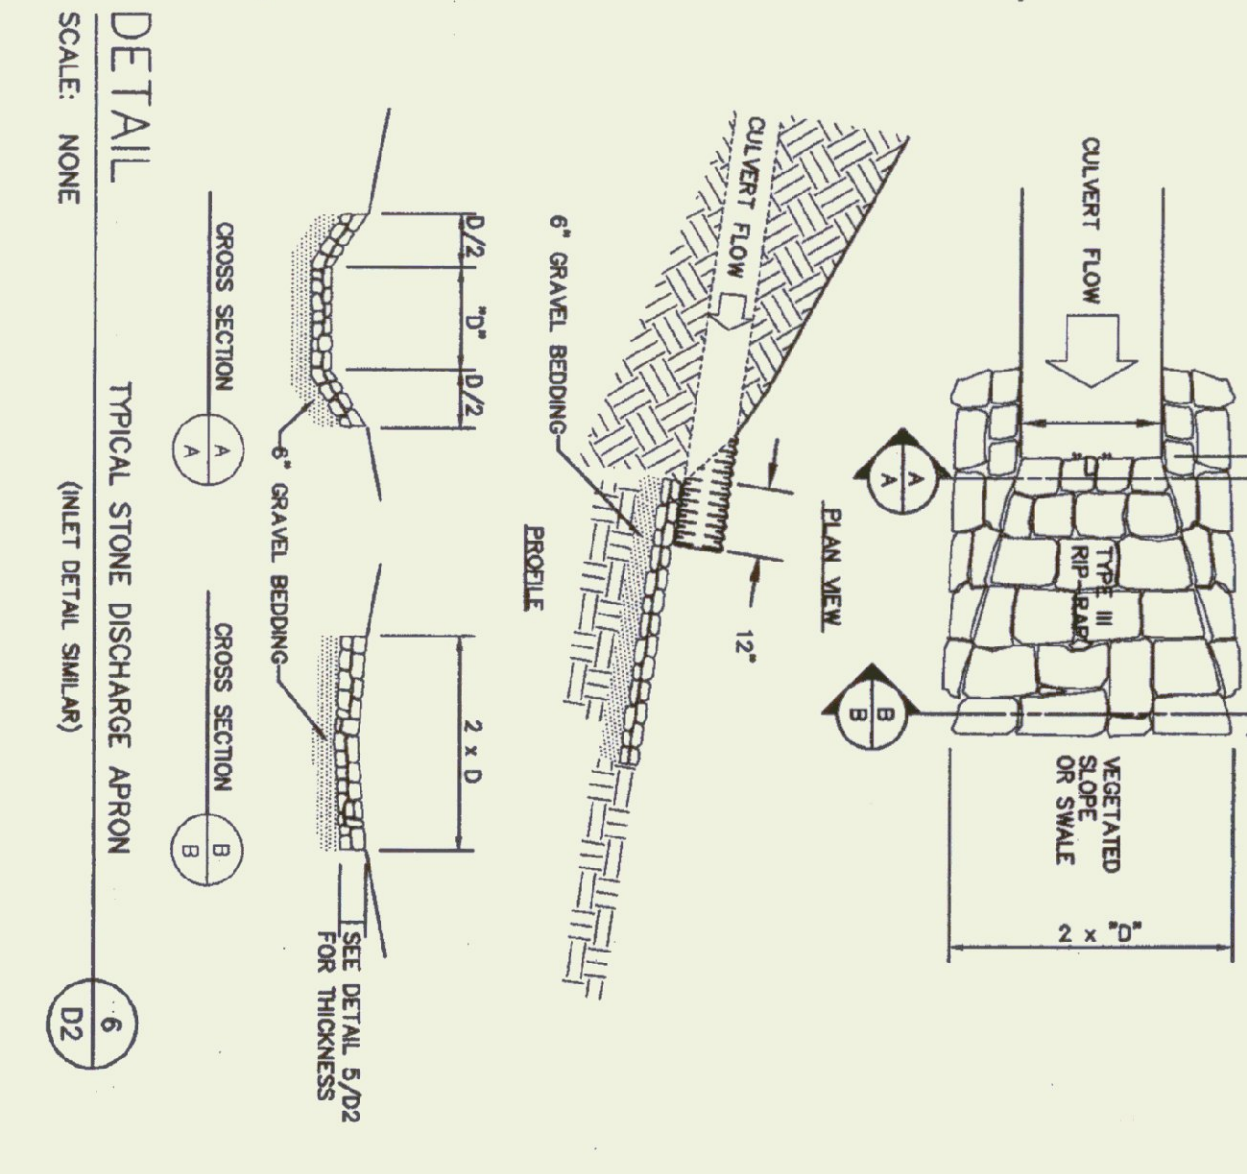 CULVERT FLOW
"D"
TYPE III
RIP-RAP
VEGETATED
SLOPE
OR SWALE
2 x "D"
A
A
B
B
PLAN VIEW
CULVERT FLOW
12"
6" GRAVEL BEDDING
PROFILE
D/2
"D"
D/2
2 x D
6" GRAVEL BEDDING
SEE DETAIL 5/D2
FOR THICKNESS
CROSS SECTION
A
A
CROSS SECTION
B
B
DETAIL
TYPICAL STONE DISCHARGE APRON
6
SCALE: NONE
(INLET DETAIL SIMILAR)
D2